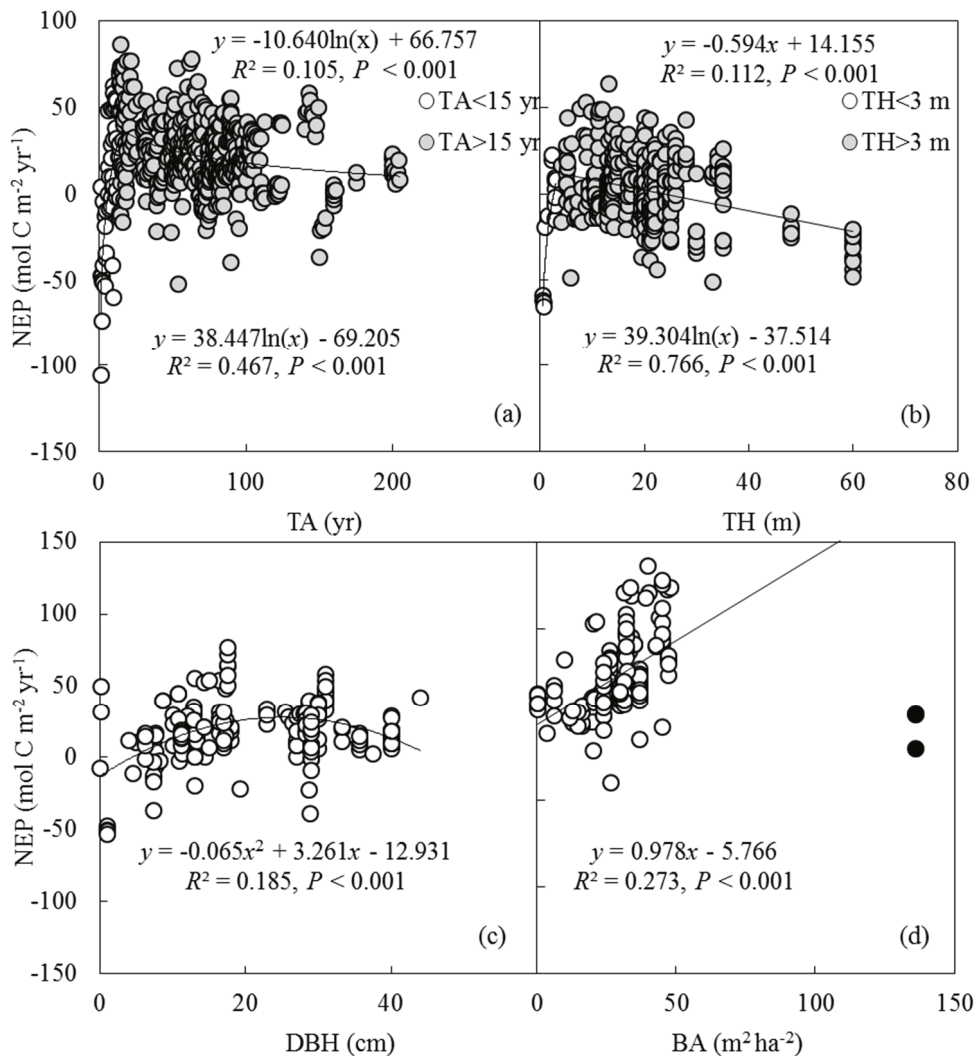 100
50
0
-50
-100
-150
NEP (mol C m⁻² yr⁻¹)
y = -10.640ln(x) + 66.757
R² = 0.105, P < 0.001
TA<15 yr
TA>15 yr
y = 38.447ln(x) - 69.205
R² = 0.467, P < 0.001
(a)
0
100
200
TA (yr)
y = -0.594x + 14.155
R² = 0.112, P < 0.001
TH<3 m
TH>3 m
y = 39.304ln(x) - 37.514
R² = 0.766, P < 0.001
(b)
0
20
40
60
80
TH (m)
150
100
50
0
-50
-100
-150
NEP (mol C m⁻² yr⁻¹)
y = -0.065x² + 3.261x - 12.931
R² = 0.185, P < 0.001
(c)
0
20
40
DBH (cm)
y = 0.978x - 5.766
R² = 0.273, P < 0.001
(d)
0
50
100
150
BA (m² ha⁻²)